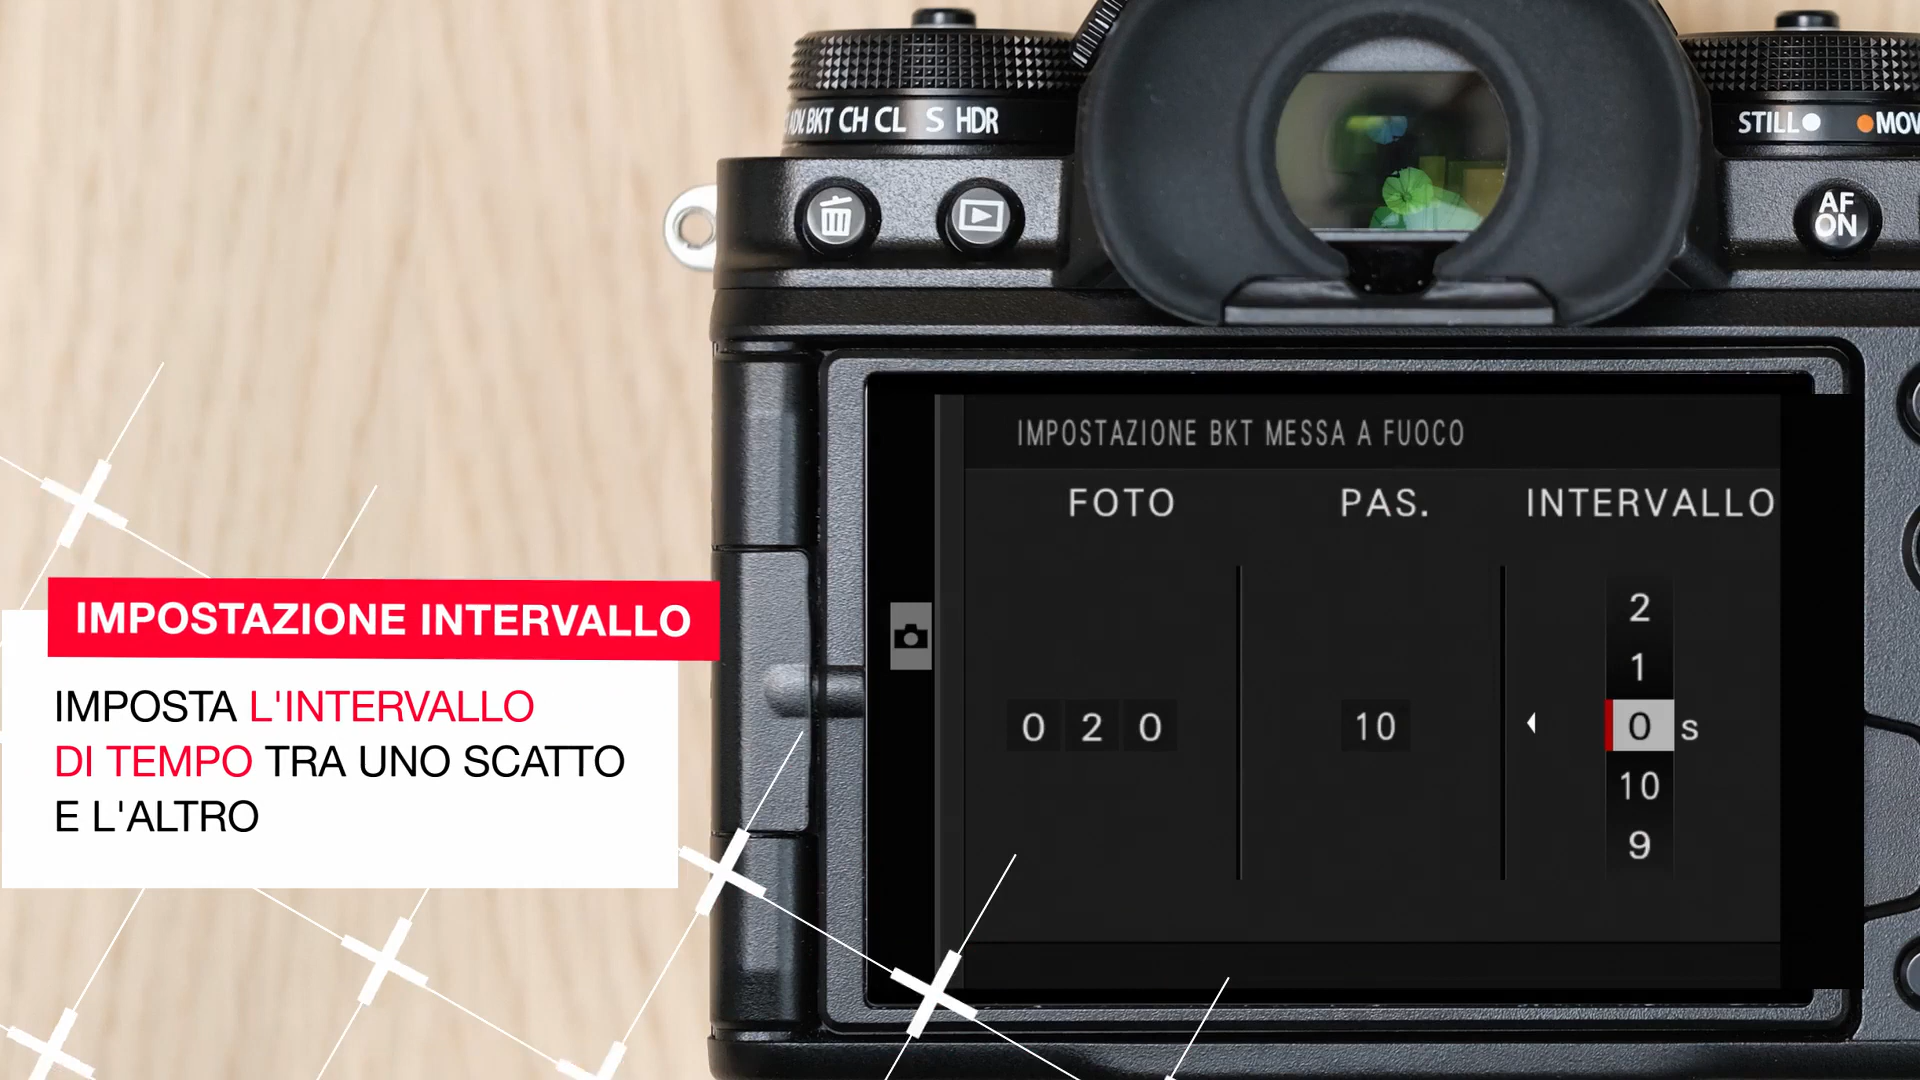 ADV. BKT CH CL S HDR
STILL MOV
AF
ON
IMPOSTAZIONE BKT MESSA A FUOCO
FOTO PAS. INTERVALLO
2
1
0 2 0 10 0 s
10
9
IMPOSTAZIONE INTERVALLO
IMPOSTA L'INTERVALLO
DI TEMPO TRA UNO SCATTO
E L'ALTRO